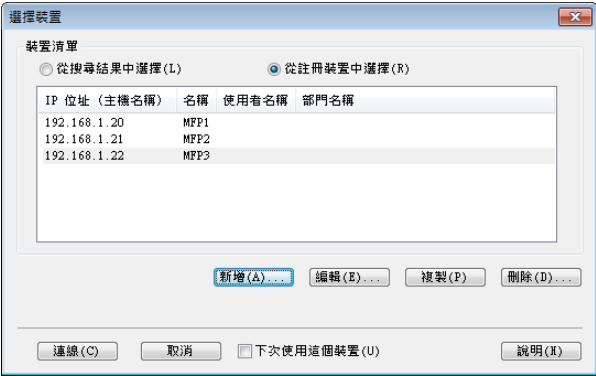 選擇裝置
裝置清單
從搜尋結果中選擇(L) 從註冊裝置中選擇(R)
IP 位址 (主機名稱) 名稱 使用者名稱 部門名稱
192.168.1.20 MFP1
192.168.1.21 MFP2
192.168.1.22 MFP3
新增(A)... 編輯(E)... 複製(P) 刪除(D)...
連線(C) 取消 下次使用這個裝置(U) 說明(H)